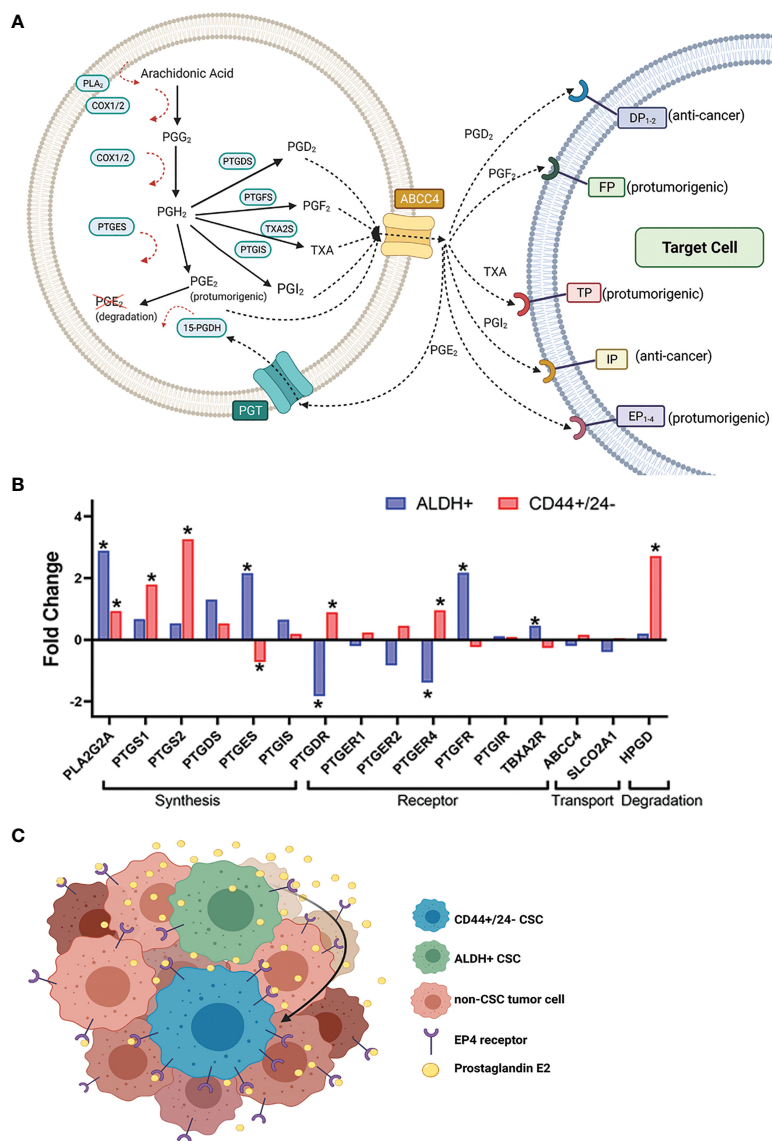 A
PLA2
Arachidonic Acid
COX1/2
PGG2
COX1/2
PTGDS
PGD2
PTGFS
PGF2
PGH2
TXA2S
PTGES
PTGIS
TXA
PGE2
(protumorigenic)
PGI2
PGE2
(degradation)
15-PGDH
PGT
ABCC4
PGD2
PGF2
TXA
PGI2
PGE2
DP1-2 (anti-cancer)
FP (protumorigenic)
Target Cell
TP (protumorigenic)
IP (anti-cancer)
EP1-4 (protumorigenic)
B
ALDH+ CD44+/24-
Fold Change
4
2
0
-2
* * * * * * * * * * * * *
PLA2G2A PTGS1 PTGS2 PTGDS PTGES PTGIS PTGDR PTGER1 PTGER2 PTGER4 PTGFR PTGIR TBXA2R ABCC4 SLCO2A1 HPGD
Synthesis Receptor Transport Degradation
C
CD44+/24- CSC
ALDH+ CSC
non-CSC tumor cell
EP4 receptor
Prostaglandin E2